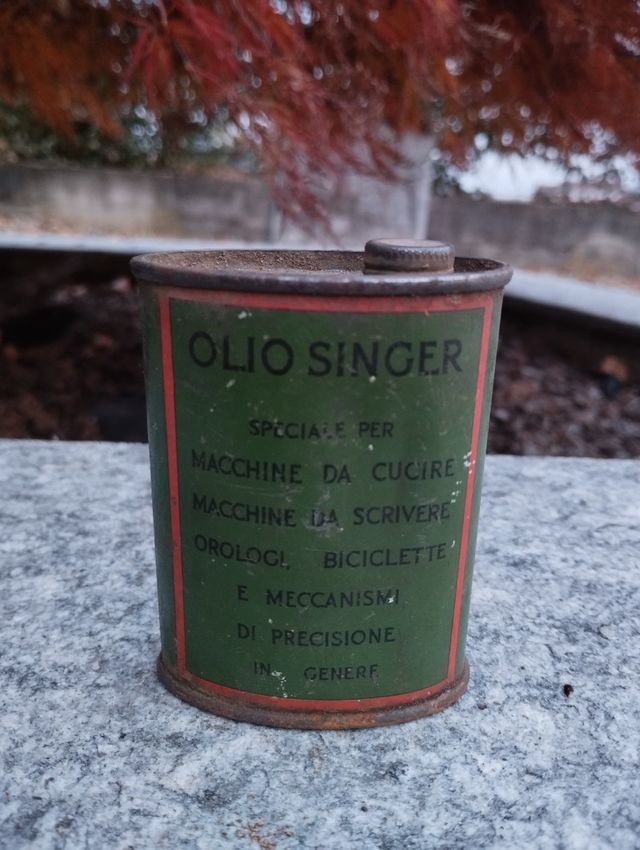 OLIO SINGER
SPECIALE PER
MACCHINE DA CUCIRE
MACCHINE DA SCRIVERE
OROLOGI, BICICLETTE
E MECCANISMI
DI PRECISIONE
IN GENERE